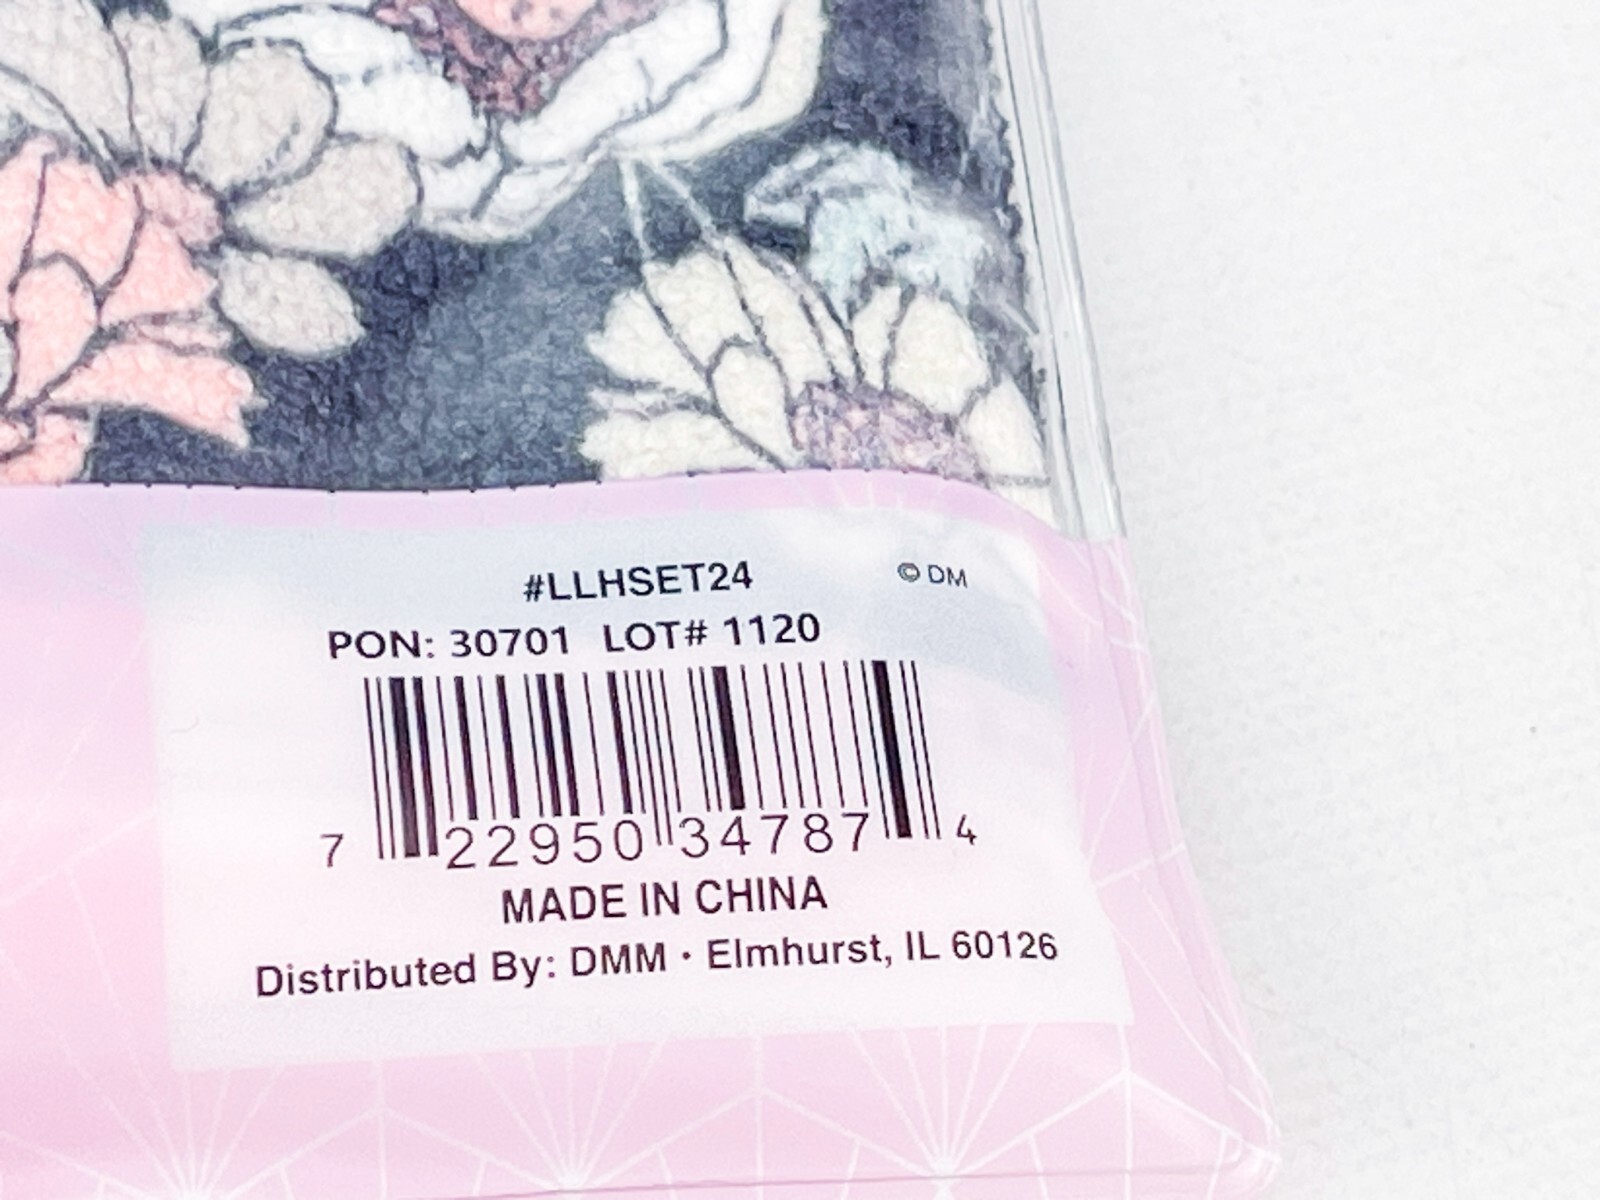 #LLHSET24
© DM
PON: 30701 LOT# 1120
7 22950 34787 4
MADE IN CHINA
Distributed By: DMM • Elmhurst, IL 60126